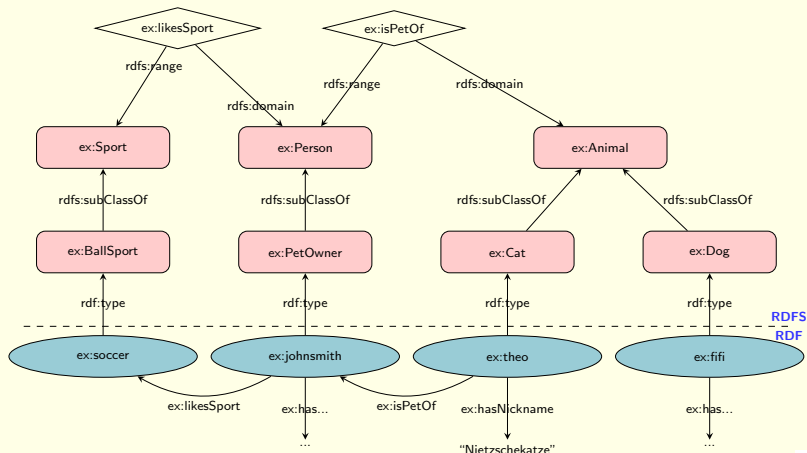 ex:likesSport
ex:isPetOf
rdfs:range
rdfs:domain
rdfs:range
rdfs:domain
ex:Sport
ex:Person
ex:Animal
rdfs:subClassOf
rdfs:subClassOf
rdfs:subClassOf
rdfs:subClassOf
ex:BallSport
ex:PetOwner
ex:Cat
ex:Dog
rdf:type
rdf:type
rdf:type
rdf:type
RDFS
RDF
ex:soccer
ex:johnsmith
ex:theo
ex:fifi
ex:likesSport
ex:has...
ex:isPetOf
ex:hasNickname
ex:has...
...
"Nietzschekatze"
...